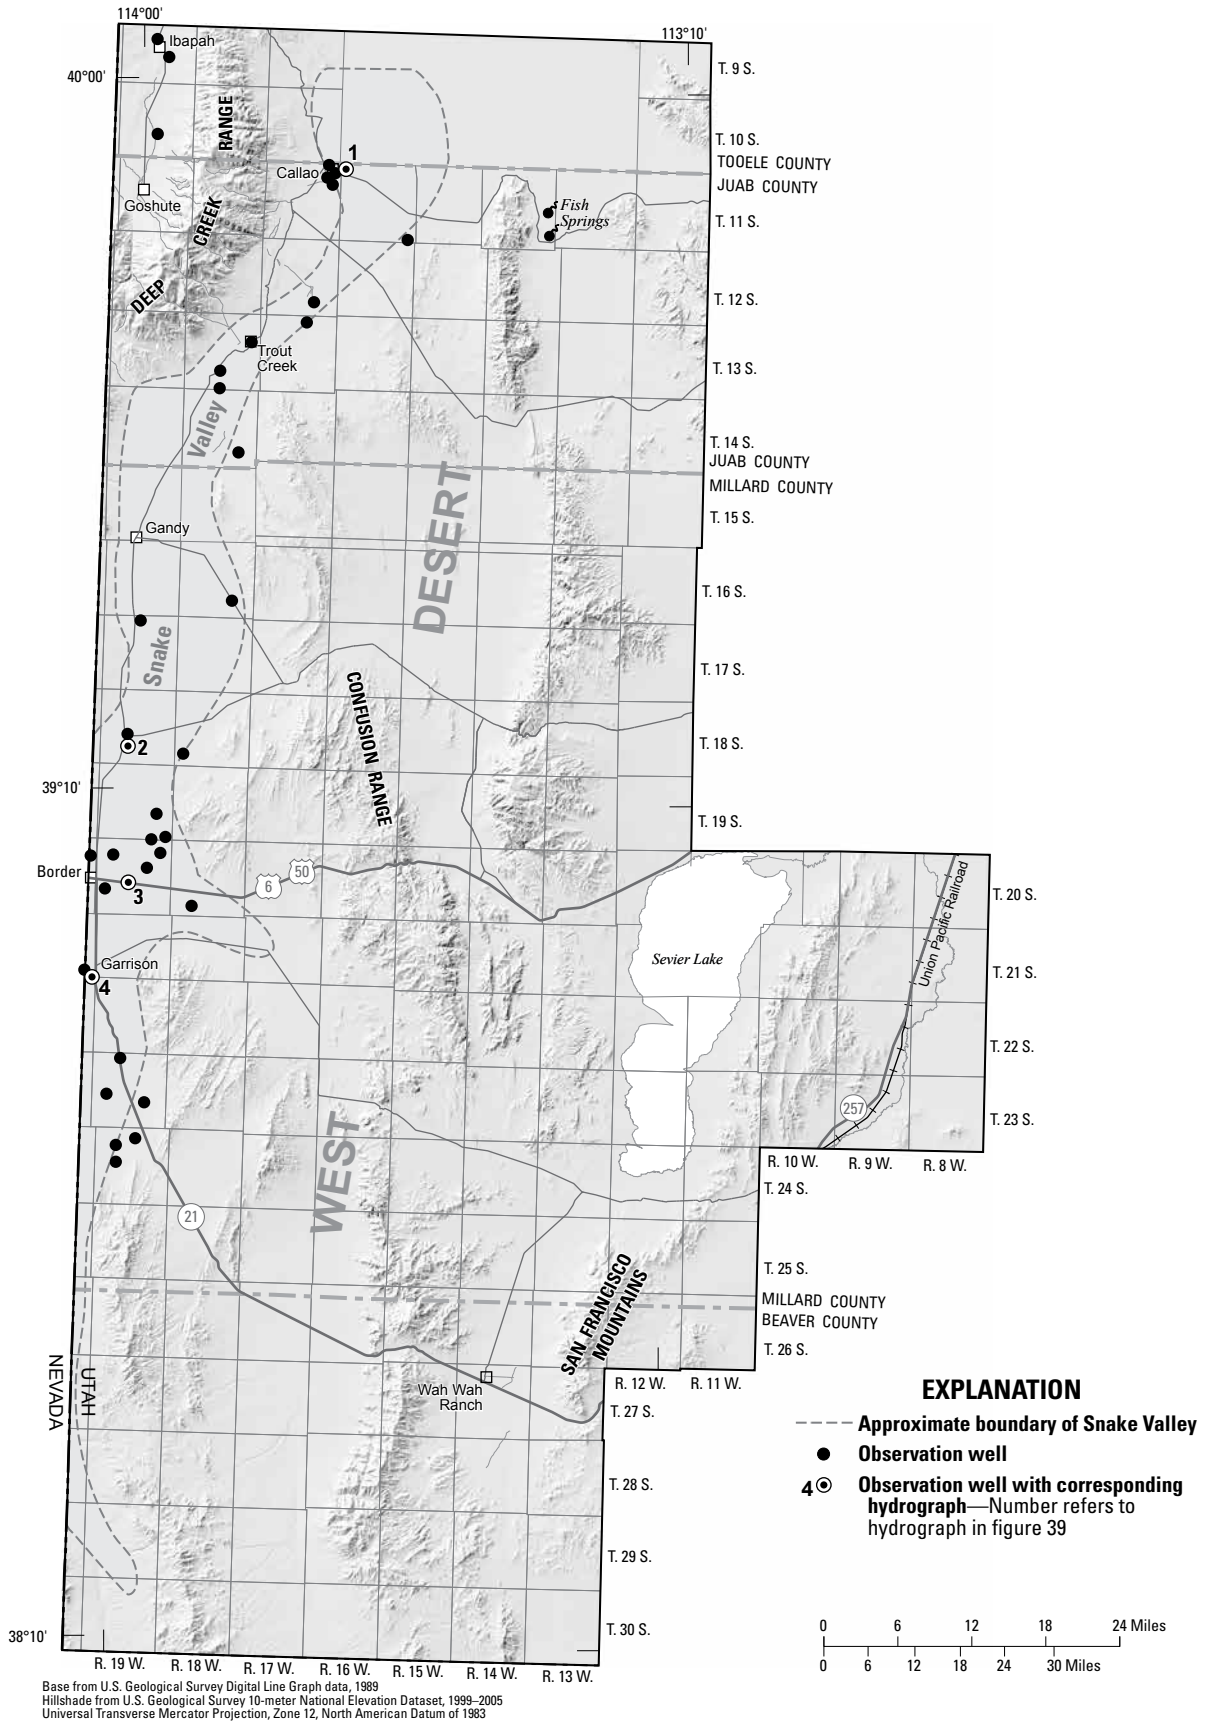 114°00'
113°10'
Ibapah
T. 9 S.
40°00'
RANGE
T. 10 S.
1
TOOELE COUNTY
Callao
JUAB COUNTY
Goshute
Fish
Springs
T. 11 S.
CREEK
DEEP
T. 12 S.
Trout
Creek
T. 13 S.
Valley
T. 14 S.
JUAB COUNTY
MILLARD COUNTY
DESERT
T. 15 S.
Gandy
T. 16 S.
Snake
T. 17 S.
CONFUSION RANGE
2
T. 18 S.
39°10'
T. 19 S.
Border
6
50
3
T. 20 S.
Union Pacific Railroad
Garrison
Sevier Lake
T. 21 S.
4
T. 22 S.
257
T. 23 S.
R. 10 W.
R. 9 W.
R. 8 W.
WEST
T. 24 S.
21
T. 25 S.
SAN FRANCISCO
MOUNTAINS
MILLARD COUNTY
BEAVER COUNTY
T. 26 S.
NEVADA
UTAH
Wah Wah
Ranch
R. 12 W.
R. 11 W.
T. 27 S.
T. 28 S.
T. 29 S.
T. 30 S.
38°10'
R. 19 W.
R. 18 W.
R. 17 W.
R. 16 W.
R. 15 W.
R. 14 W.
R. 13 W.
EXPLANATION
Approximate boundary of Snake Valley
Observation well
4 Observation well with corresponding
hydrograph—Number refers to
hydrograph in figure 39
0 6 12 18 24 Miles
0 6 12 18 24 30 Miles
Base from U.S. Geological Survey Digital Line Graph data, 1989
Hillshade from U.S. Geological Survey 10-meter National Elevation Dataset, 1999–2005
Universal Transverse Mercator Projection, Zone 12, North American Datum of 1983